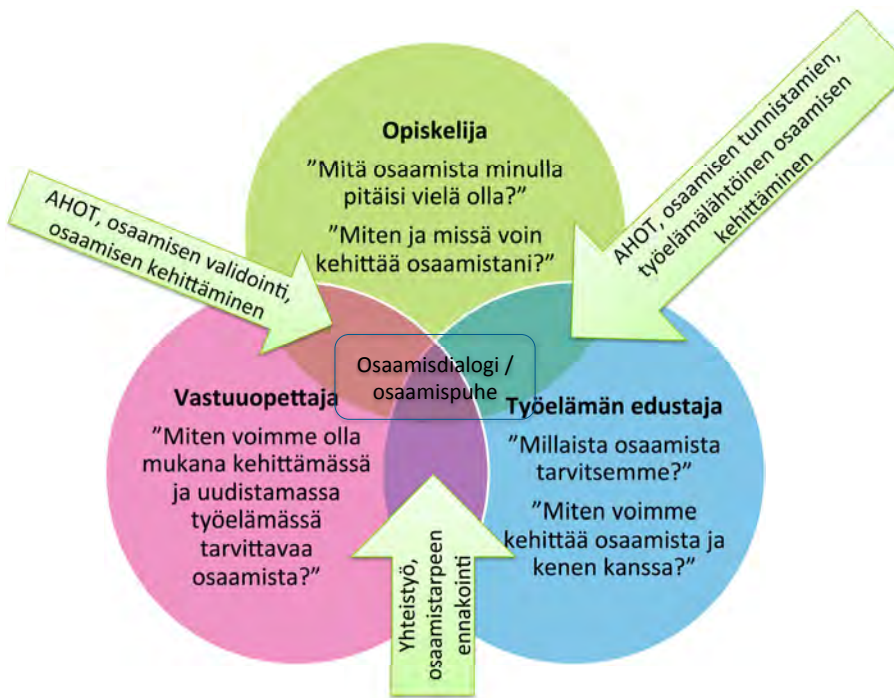 Opiskelija
”Mitä osaamista minulla
pitäisi vielä olla?”
”Miten ja missä voin
kehittää osaamistani?”
AHOT, osaamisen validointi,
osaamisen kehittäminen
AHOT, osaamisen tunnistamien,
työelämälähtöinen osaamisen
kehittäminen
Osaamisdialogi /
osaamispuhe
Vastuuopettaja
”Miten voimme olla
mukana kehittämässä
ja uudistamassa
työelämässä
tarvittavaa
osaamista?”
Työelämän edustaja
”Millaista osaamista
tarvitsemme?”
”Miten voimme
kehittää osaamista ja
kenen kanssa?”
Yhteistyö,
osaamistarpeen
ennakointi